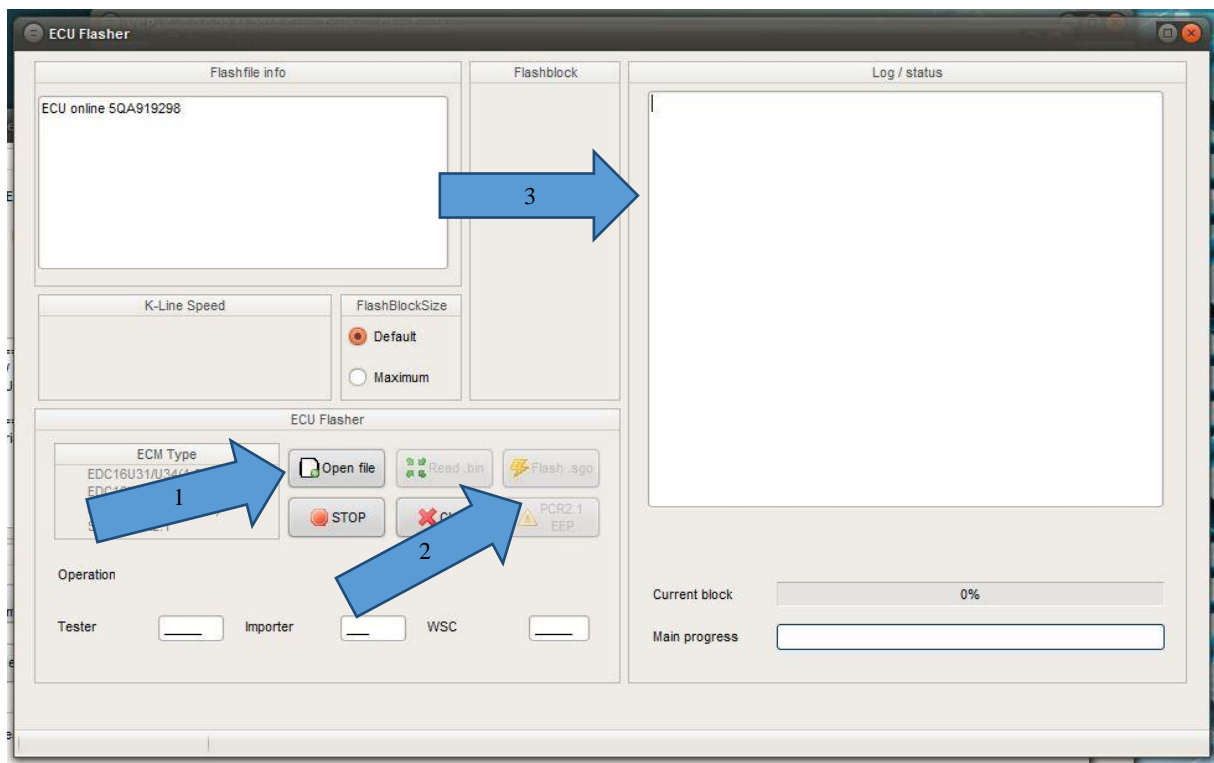 ECU Flasher
Flashfile info
ECU online 5QA919298
Flashblock
Log / status
3
K-Line Speed
FlashBlockSize
Default
Maximum
ECU Flasher
ECM Type
EDC16U31/U34/
1
Open file
Read .bin
Flash .sgo
STOP
PCR2.1
EEP
2
Operation
Tester
Importer
WSC
Current block
0%
Main progress